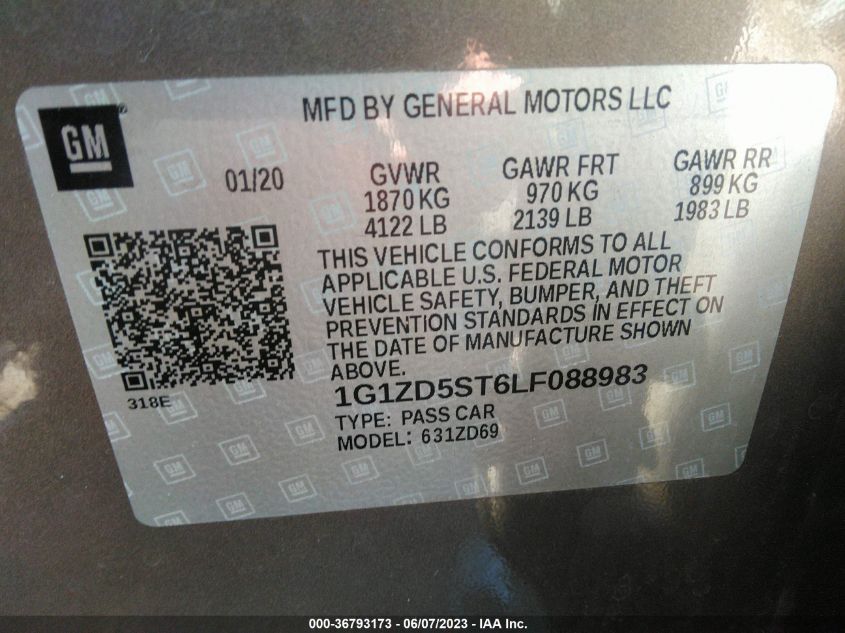 MFD BY GENERAL MOTORS LLC
GM
01/20
GVWR
1870 KG
4122 LB
GAWR FRT
970 KG
2139 LB
GAWR RR
899 KG
1983 LB
THIS VEHICLE CONFORMS TO ALL
APPLICABLE U.S. FEDERAL MOTOR
VEHICLE SAFETY, BUMPER, AND THEFT
PREVENTION STANDARDS IN EFFECT ON
THE DATE OF MANUFACTURE SHOWN
ABOVE.
318E
1G1ZD5ST6LF088983
TYPE: PASS CAR
MODEL: 631ZD69
000-36793173 - 06/07/2023 - IAA Inc.